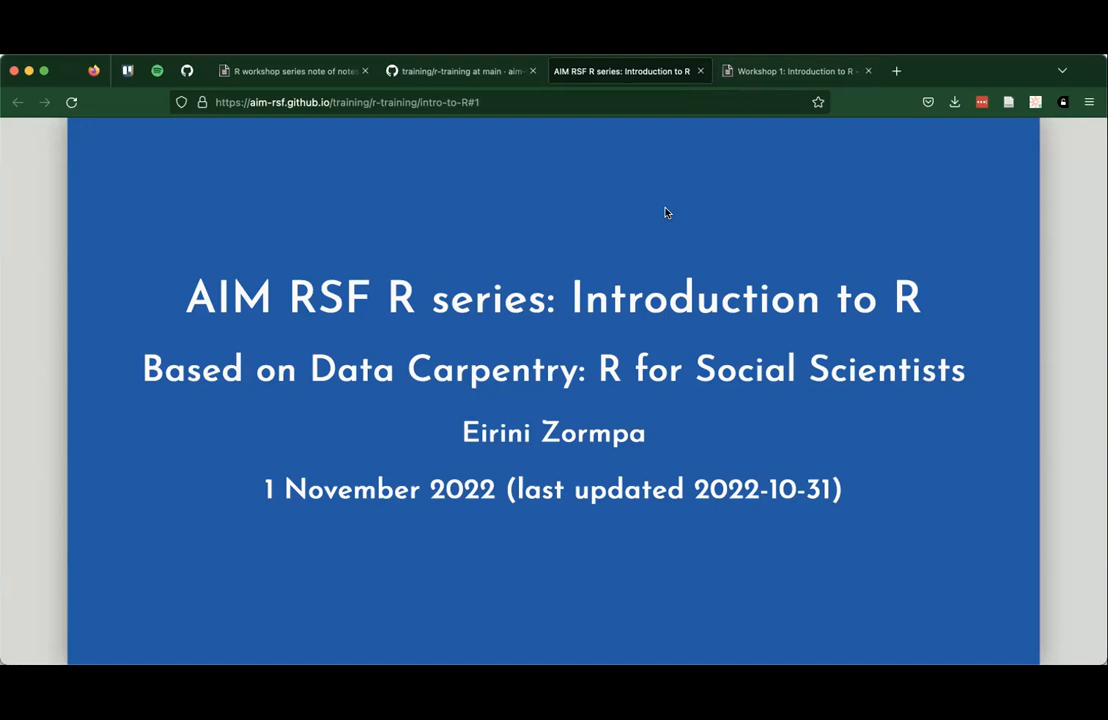 R workshop series note of note
training/r-training at main · aim-
AIM RSF R series: Introduction to R
Workshop 1: Introduction to R -
https://aim-rsf.github.io/training/r-training/intro-to-R#1
AIM RSF R series: Introduction to R
Based on Data Carpentry: R for Social Scientists
Eirini Zormpa
1 November 2022 (last updated 2022-10-31)